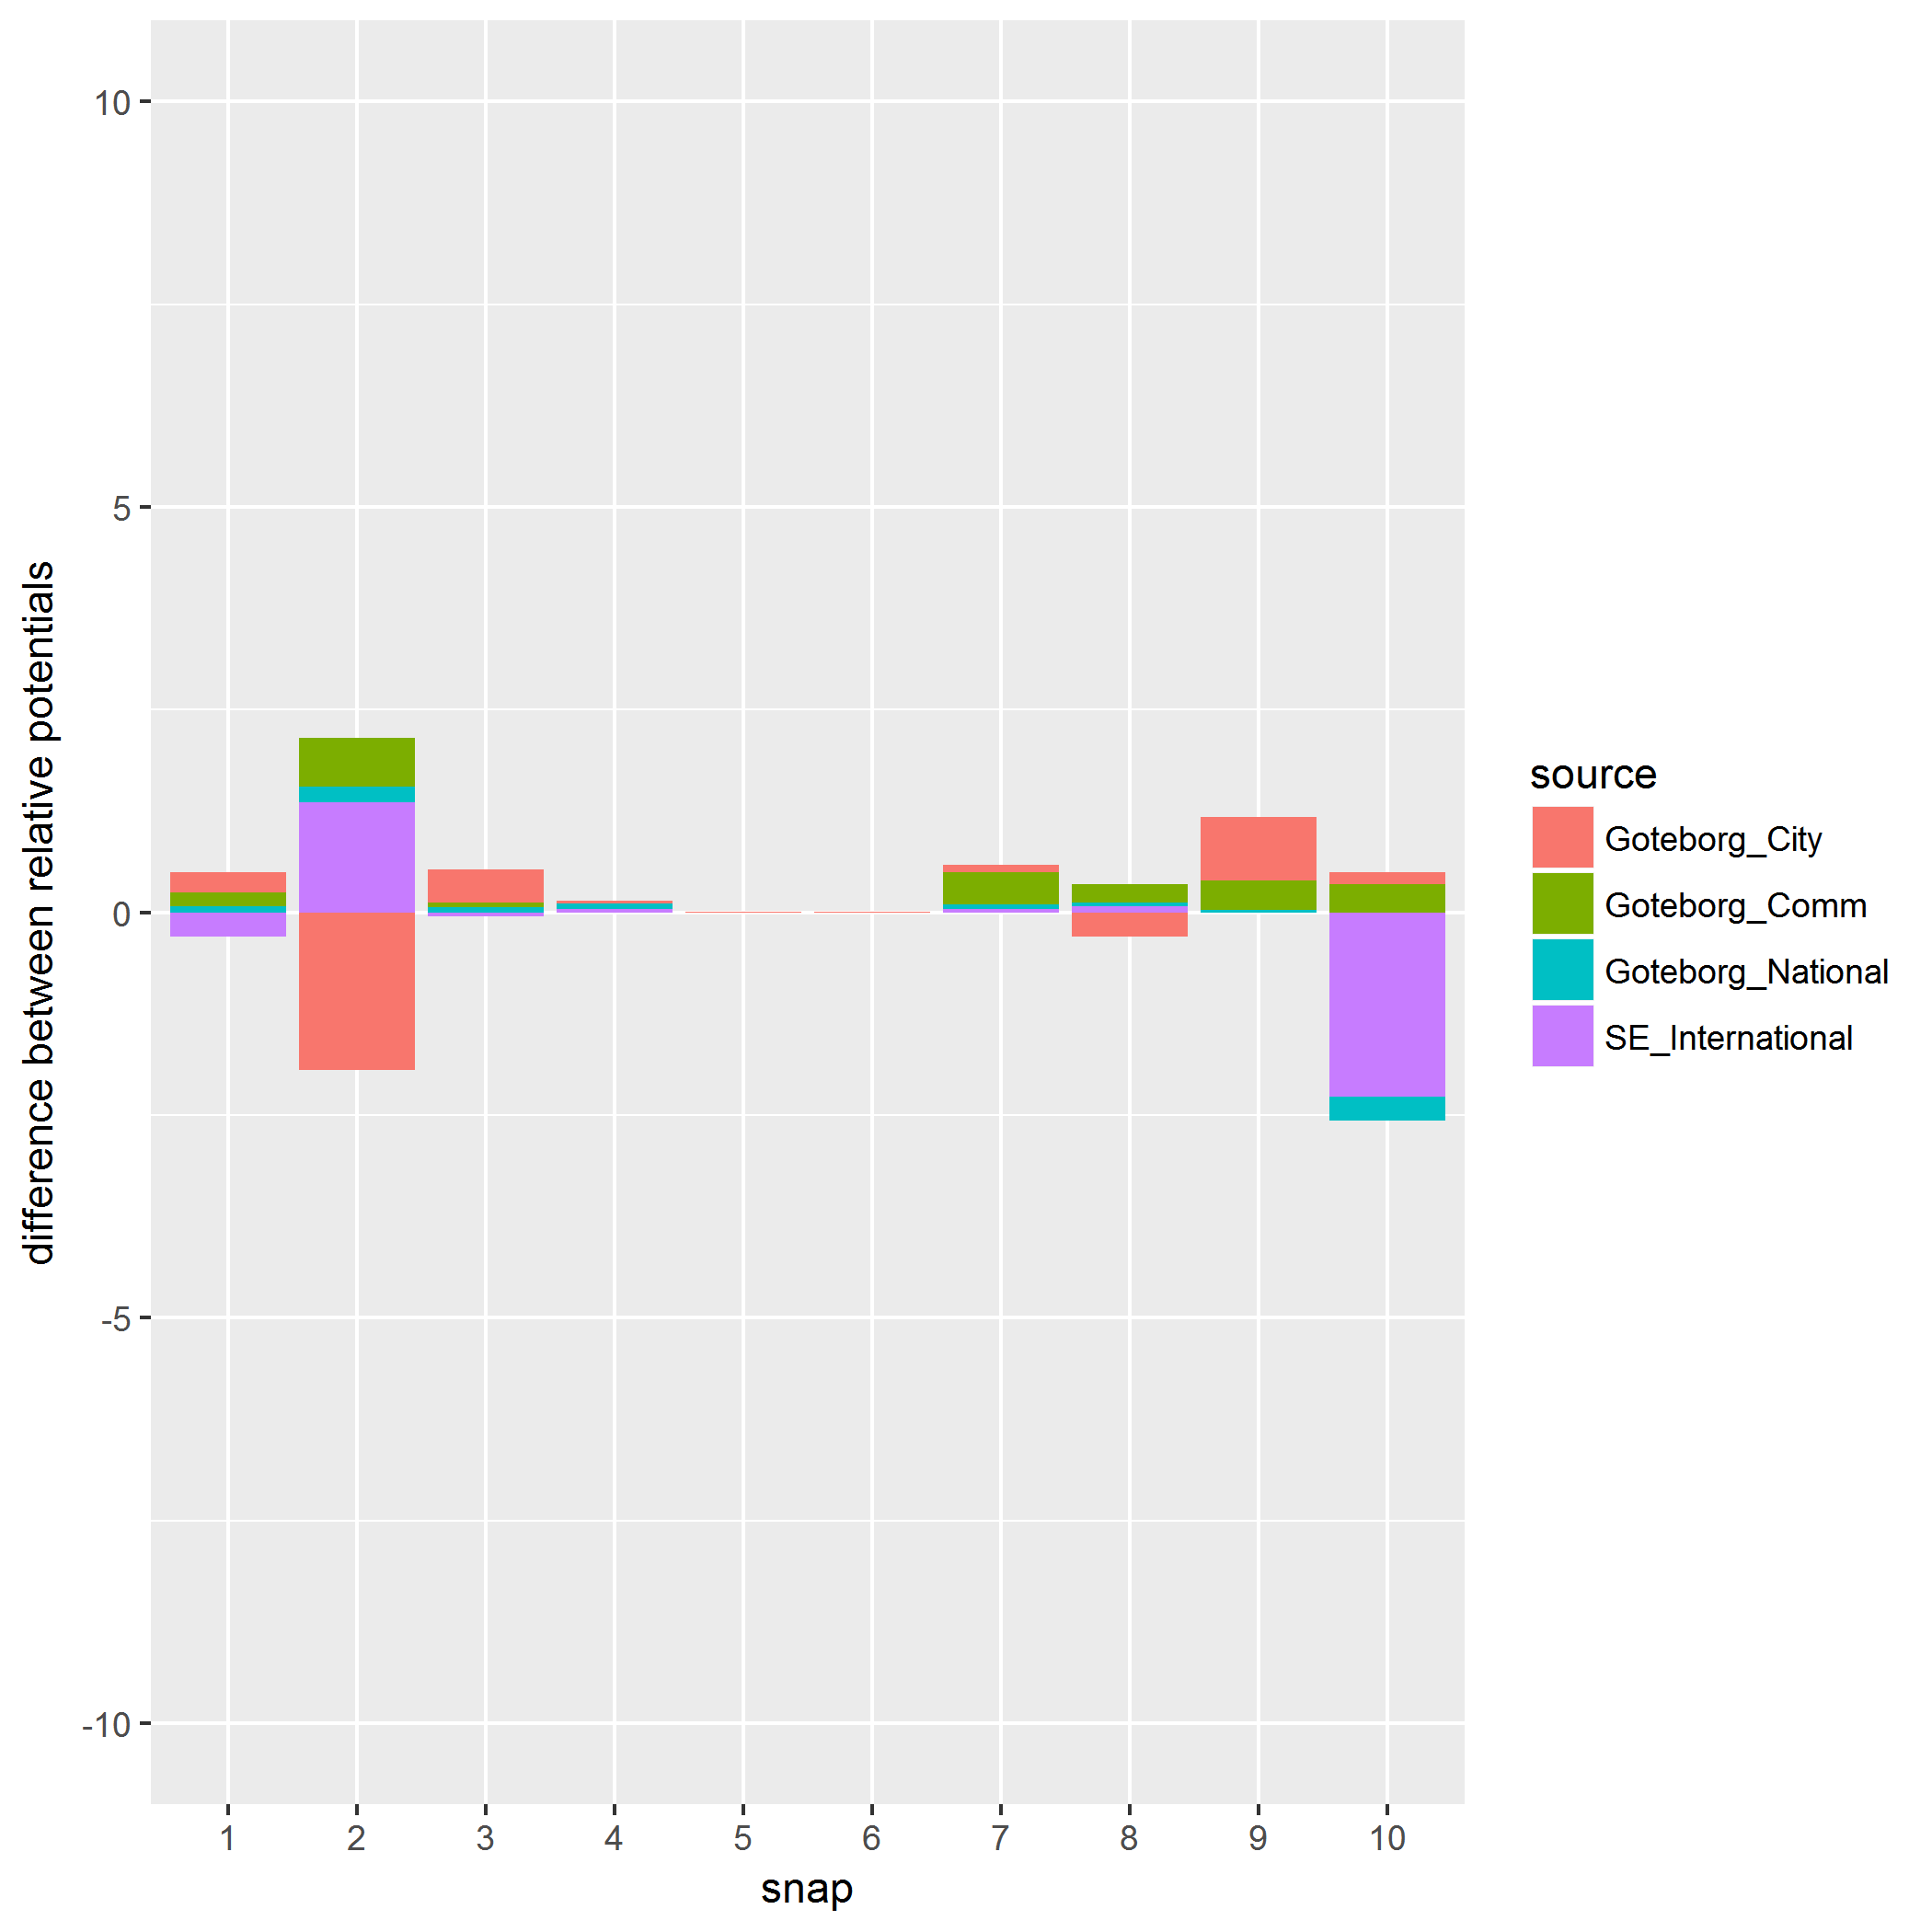 difference between relative potentials
10
5
0
-5
-10
1 2 3 4 5 6 7 8 9 10
snap
source
Goteborg_City
Goteborg_Comm
Goteborg_National
SE_International